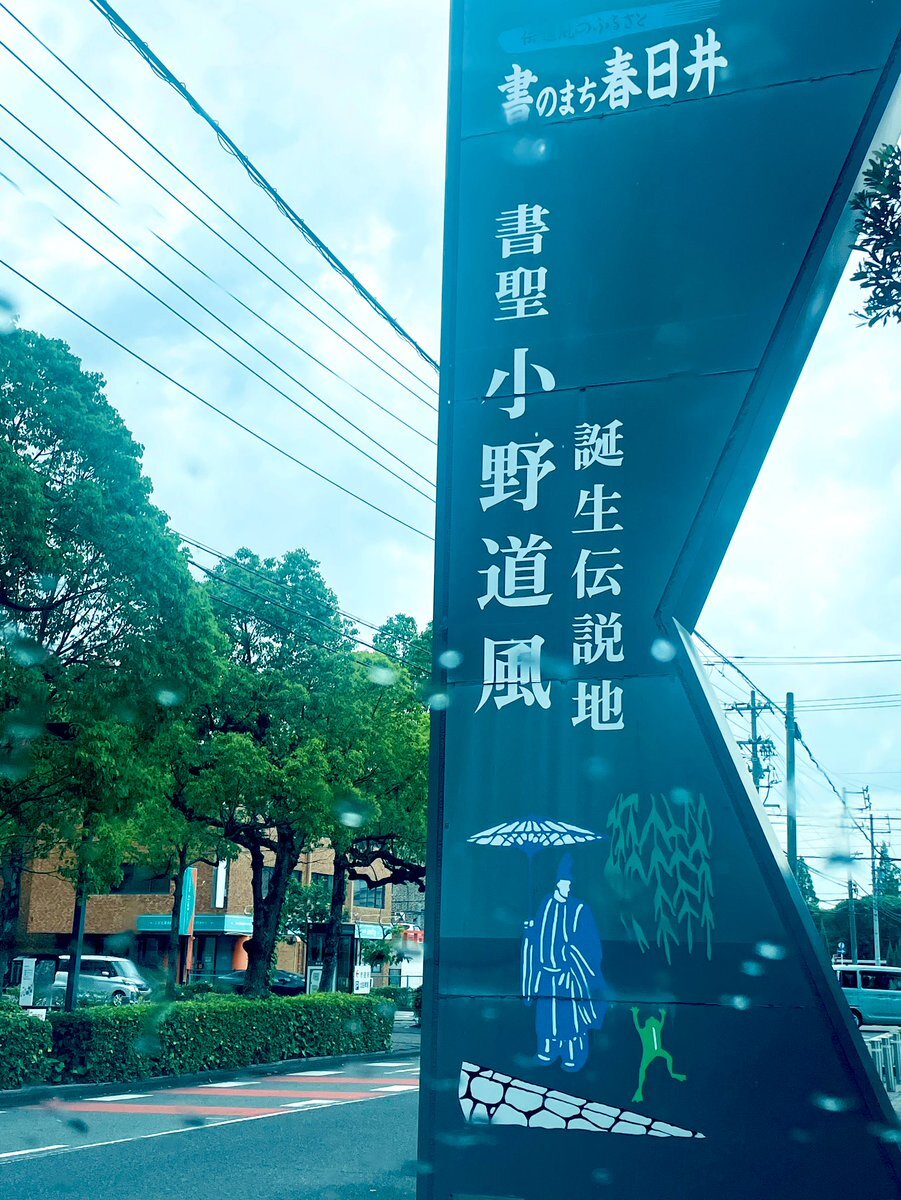 書のまち春日井
書聖 小野道風
誕生伝説地